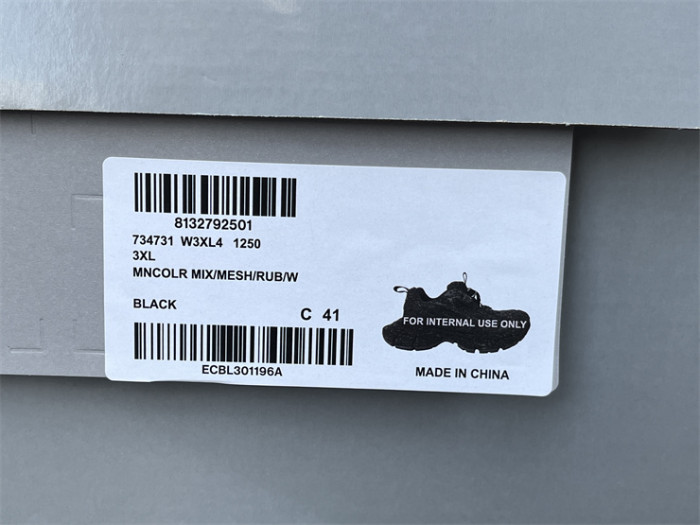 8132792501
734731 W3XL4 1250
3XL
MNCOLR MIX/MESH/RUB/W
BLACK
C 41
ECBL301196A
FOR INTERNAL USE ONLY
MADE IN CHINA